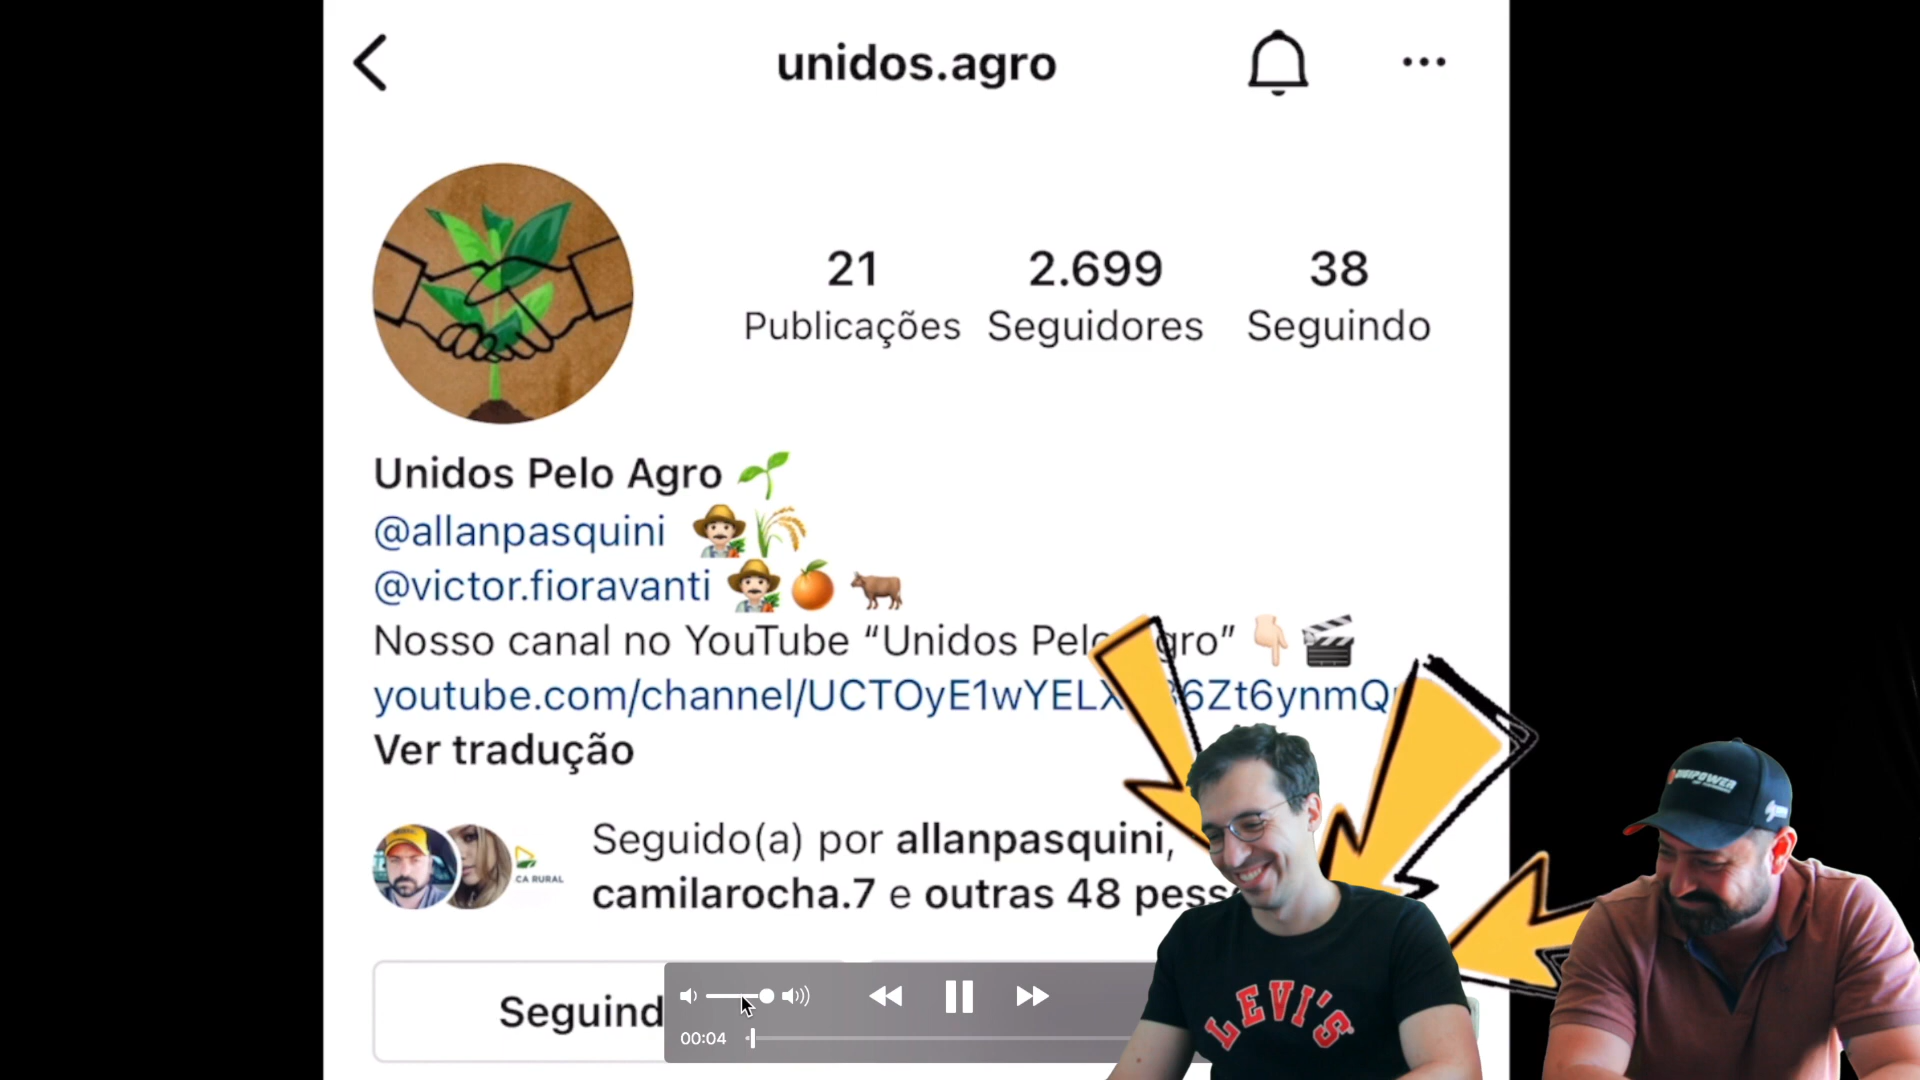 unidos.agro
21 2.699 38
Publicações Seguidores Seguindo
Unidos Pelo Agro
@allanpasquini
@victor.fioravanti
Nosso canal no YouTube “Unidos Pelo gro”
youtube.com/channel/UCTOyE1wYELX 6Zt6ynmQ
Ver tradução
CA RURAL
Seguido(a) por allanpasquini,
camilarocha.7 e outras 48 pess
Seguind
00:04
DIGIPOWER
LEVI'S